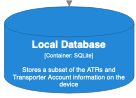 Local Database
[Container: SQLite]
Stores a subset of the ATRs and
Transporter Account information on the
device